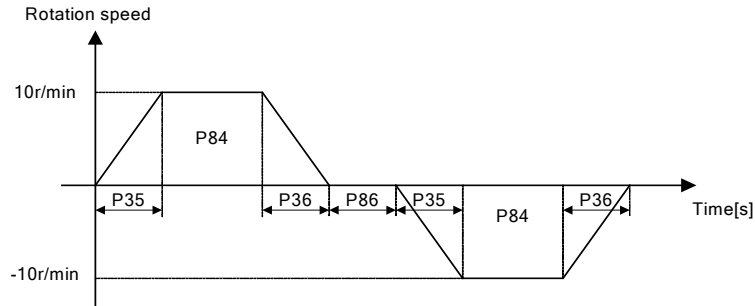 Rotation speed
10r/min
P84
P35
P36
P86
P35
P84
P36
Time[s]
-10r/min